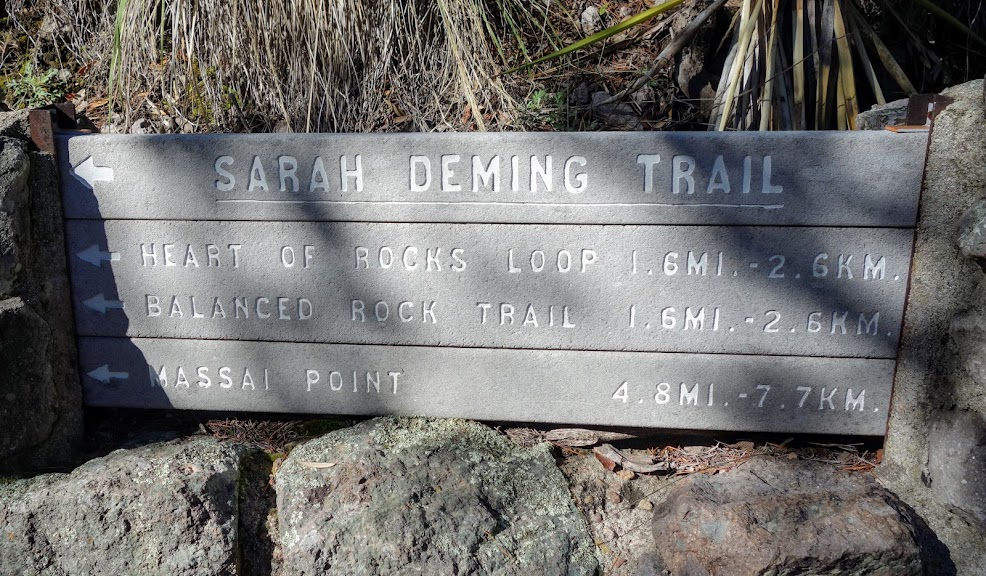 SARAH DEMING TRAIL
HEART OF ROCKS LOOP 1.6MI.-2.6KM.
BALANCED ROCK TRAIL 1.6MI.-2.6KM.
MASSAI POINT 4.8MI.-7.7KM.